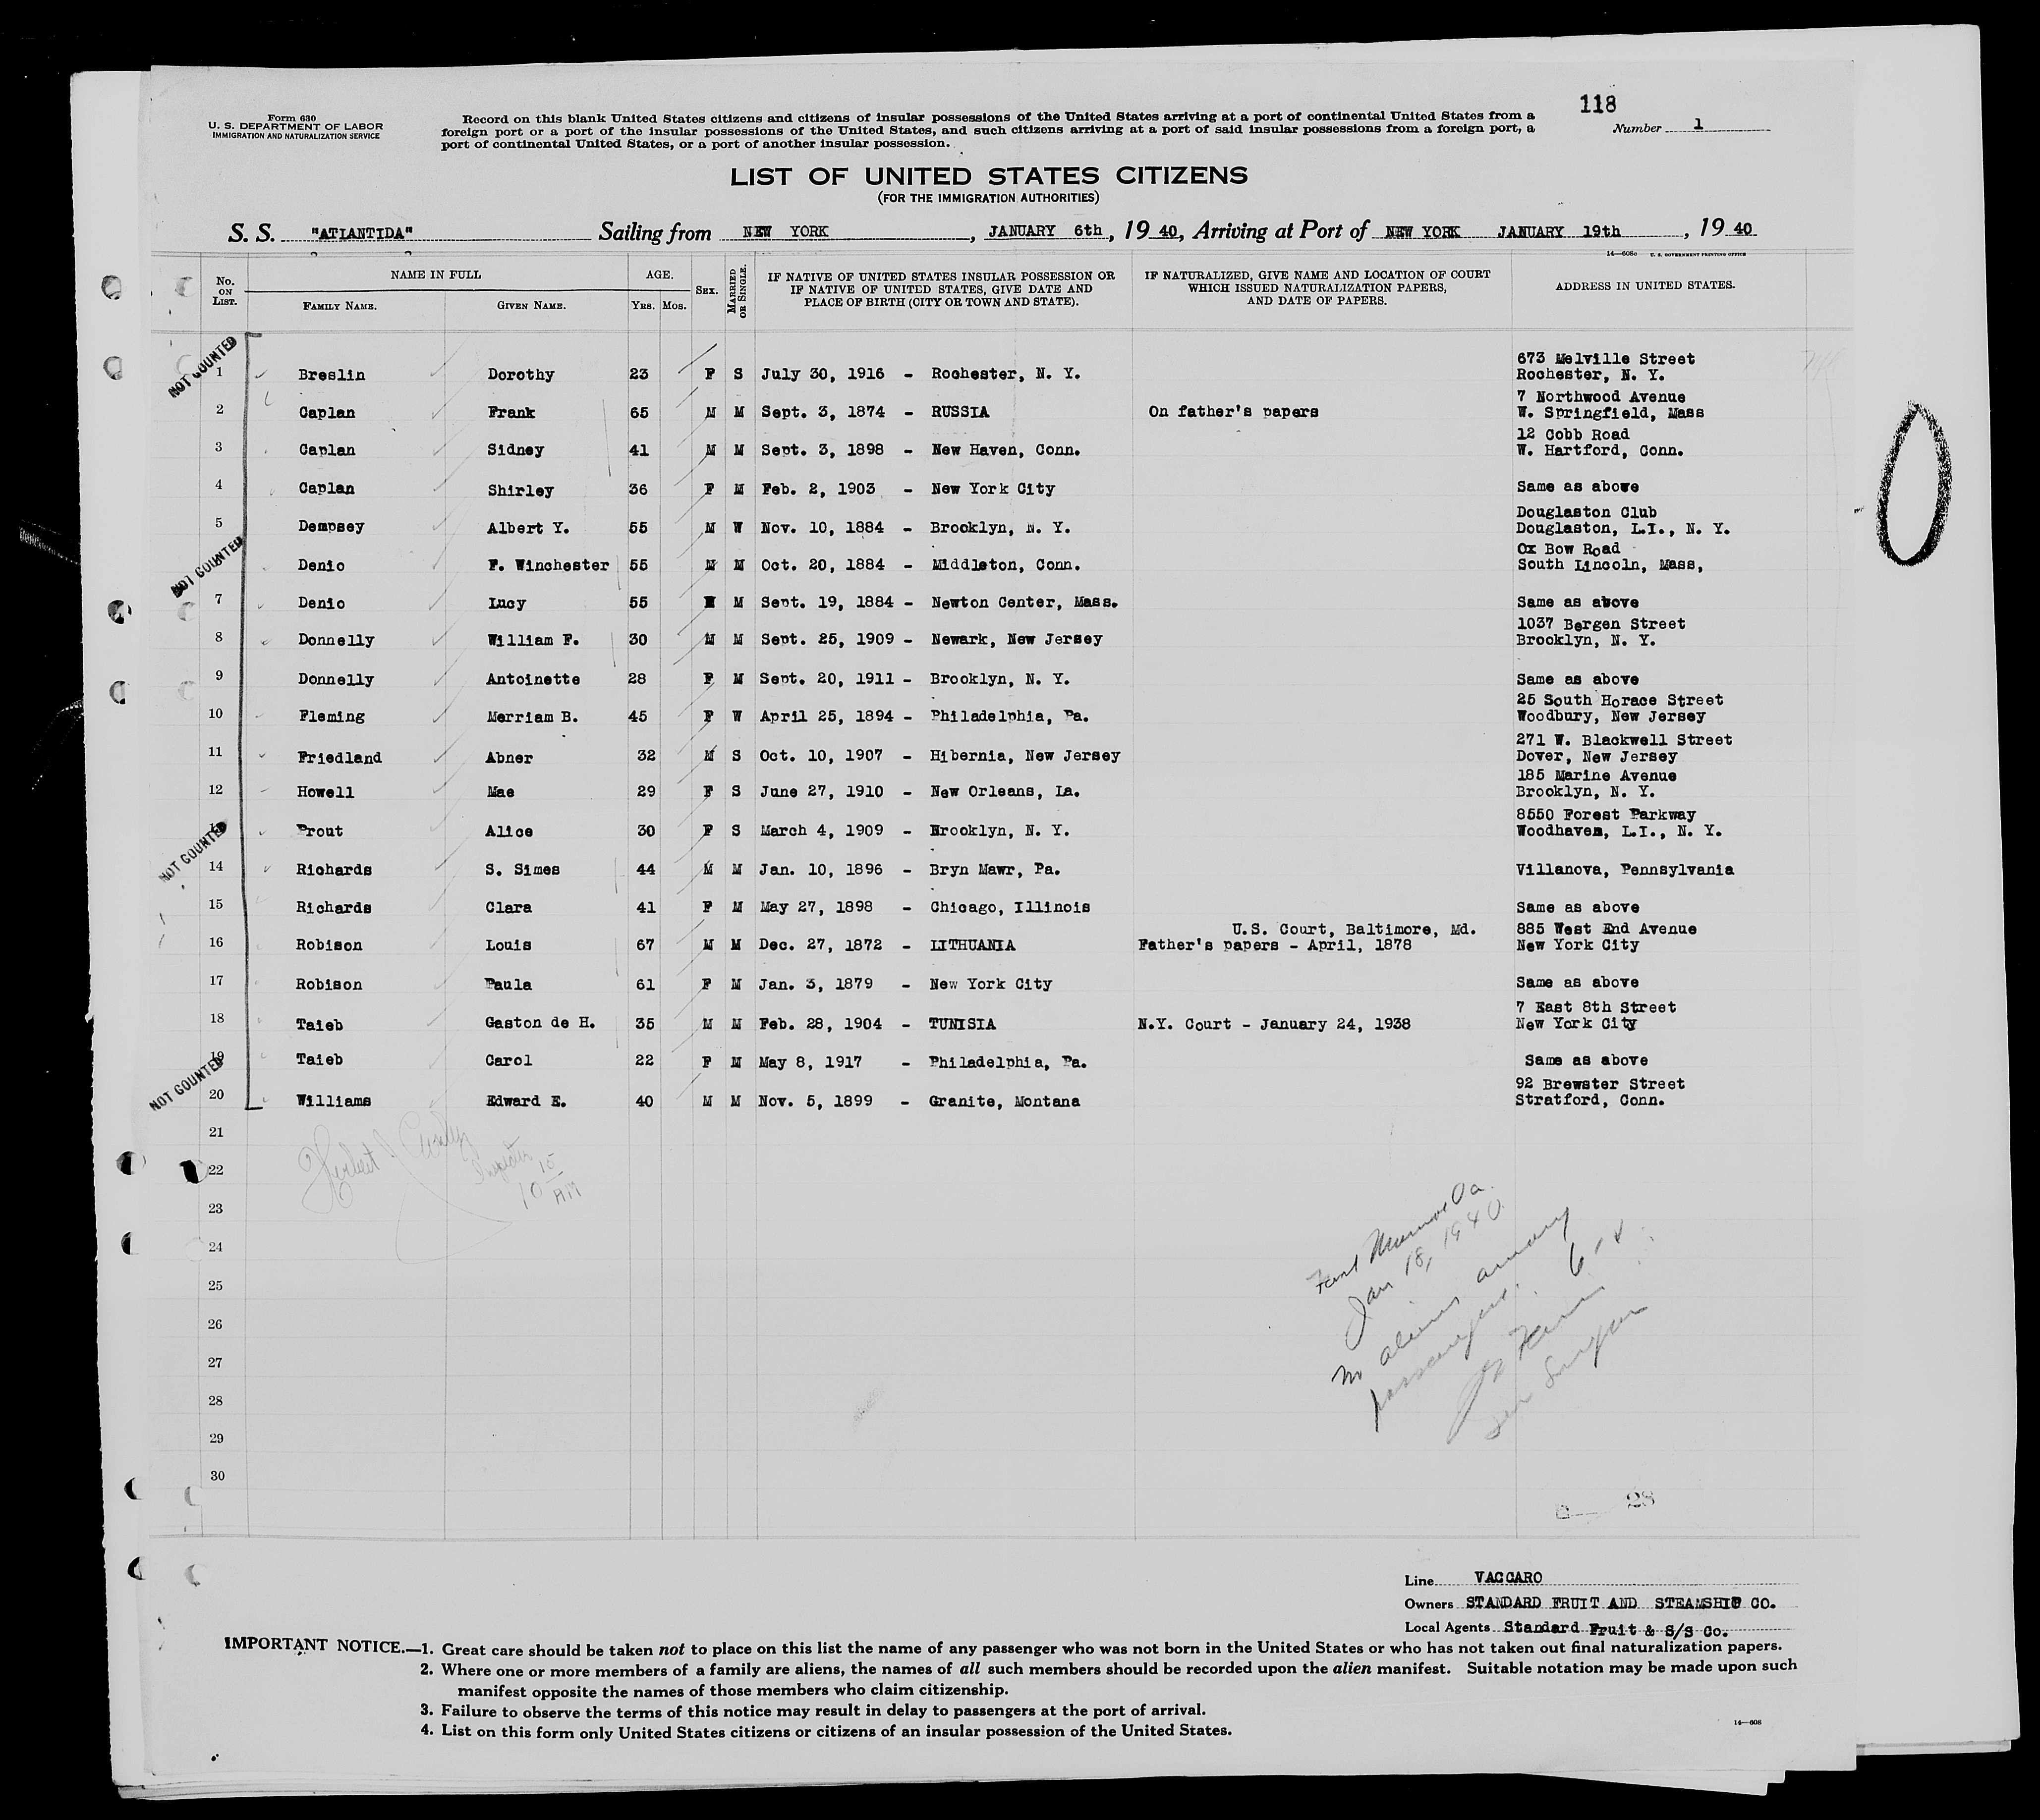 118
Form 630
U. S. DEPARTMENT OF LABOR
IMMIGRATION AND NATURALIZATION SERVICE
Record on this blank United States citizens and citizens of insular possessions of the United States arriving at a port of continental United States from a
foreign port or a port of the insular possessions of the United States, and such citizens arriving at a port of said insular possessions from a foreign port, a
port of continental United States, or a port of another insular possession.
Number 1
LIST OF UNITED STATES CITIZENS
(FOR THE IMMIGRATION AUTHORITIES)
S. S. "ATLANTIDA" Sailing from NEW YORK, JANUARY 6th, 19 40, Arriving at Port of NEW YORK JANUARY 19th, 19 40
14—608c U. S. GOVERNMENT PRINTING OFFICE
No. ON LIST.
NAME IN FULL
FAMILY NAME.
GIVEN NAME.
AGE.
YRS.
MOS.
SEX.
MARRIED OR SINGLE.
IF NATIVE OF UNITED STATES INSULAR POSSESSION OR
IF NATIVE OF UNITED STATES, GIVE DATE AND
PLACE OF BIRTH (CITY OR TOWN AND STATE).
IF NATURALIZED, GIVE NAME AND LOCATION OF COURT
WHICH ISSUED NATURALIZATION PAPERS,
AND DATE OF PAPERS.
ADDRESS IN UNITED STATES.
NOT COUNTED
673 Melville Street
1 Breslin Dorothy 23 F S July 30, 1916 - Rochester, N. Y. Rochester, N. Y.
7 Northwood Avenue
2 Caplan Frank 65 M M Sept. 3, 1874 - RUSSIA On father's papers W. Springfield, Mass
12 Cobb Road
3 Caplan Sidney 41 M M Sept. 3, 1898 - New Haven, Conn. W. Hartford, Conn.
4 Caplan Shirley 36 F M Feb. 2, 1903 - New York City Same as above
Douglaston Club
5 Dempsey Albert Y. 55 M W Nov. 10, 1884 - Brooklyn, N. Y. Douglaston, L.I., N. Y.
NOT COUNTED
Ox Bow Road
Denio F. Winchester 55 M M Oct. 20, 1884 - Middleton, Conn. South Lincoln, Mass,
7 Denio Lucy 55 M Sept. 19, 1884 - Newton Center, Mass. Same as above
1037 Bergen Street
8 Donnelly William F. 30 M M Sept. 25, 1909 - Newark, New Jersey Brooklyn, N. Y.
9 Donnelly Antoinette 28 F M Sept. 20, 1911 - Brooklyn, N. Y. Same as above
25 South Horace Street
10 Fleming Merriam B. 45 F W April 25, 1894 - Philadelphia, Pa. Woodbury, New Jersey
271 W. Blackwell Street
11 Friedland Abner 32 M S Oct. 10, 1907 - Hibernia, New Jersey Dover, New Jersey
185 Marine Avenue
12 Howell Mae 29 F S June 27, 1910 - New Orleans, La. Brooklyn, N. Y.
8550 Forest Parkway
Prout Alice 30 F S March 4, 1909 - Brooklyn, N. Y. Woodhaven, L.I., N. Y.
NOT COUNTED
14 Richards S. Simes 44 M M Jan. 10, 1896 - Bryn Mawr, Pa. Villanova, Pennsylvania
15 Richards Clara 41 F M May 27, 1898 - Chicago, Illinois Same as above
U.S. Court, Baltimore, Md. 885 West End Avenue
16 Robison Louis 67 M M Dec. 27, 1872 - LITHUANIA Father's papers - April, 1878 New York City
17 Robison Paula 61 F M Jan. 3, 1879 - New York City Same as above
7 East 8th Street
18 Taieb Gaston de H. 35 M M Feb. 28, 1904 - TUNISIA N.Y. Court - January 24, 1938 New York City
19 Taieb Carol 22 F M May 8, 1917 - Philadelphia, Pa. Same as above
NOT COUNTED
92 Brewster Street
20 Williams Edward E. 40 M M Nov. 5, 1899 - Granite, Montana Stratford, Conn.
21
22
23
24
25
26
27
28
29
30
Herbert
Inspector
10 15 AM
Jan 18, 1940
No aliens among
passengers.
28
Line VACCARO
Owners STANDARD FRUIT AND STEAMSHIP CO.
Local Agents Standard Fruit & S/S Co.
IMPORTANT NOTICE.—1. Great care should be taken not to place on this list the name of any passenger who was not born in the United States or who has not taken out final naturalization papers.
2. Where one or more members of a family are aliens, the names of all such members should be recorded upon the alien manifest. Suitable notation may be made upon such
manifest opposite the names of those members who claim citizenship.
3. Failure to observe the terms of this notice may result in delay to passengers at the port of arrival.
4. List on this form only United States citizens or citizens of an insular possession of the United States.
14—608